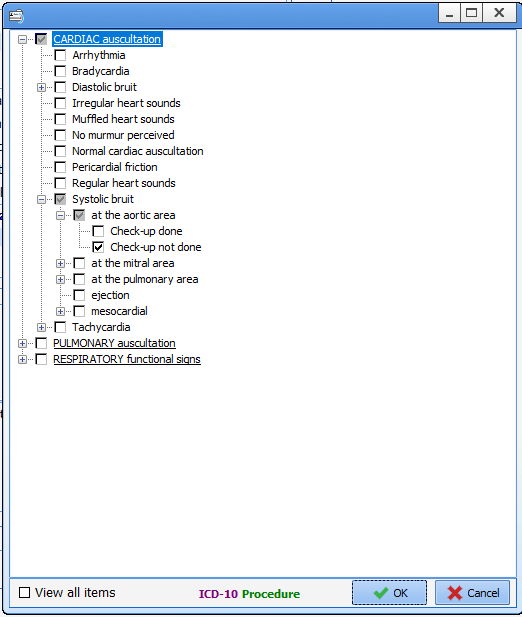 CARDIAC auscultation
Arrhythmia
Bradycardia
Diastolic bruit
Irregular heart sounds
Muffled heart sounds
No murmur perceived
Normal cardiac auscultation
Pericardial friction
Regular heart sounds
Systolic bruit
at the aortic area
Check-up done
Check-up not done
at the mitral area
at the pulmonary area
ejection
mesocardial
Tachycardia
PULMONARY auscultation
RESPIRATORY functional signs
View all items ICD-10 Procedure OK Cancel